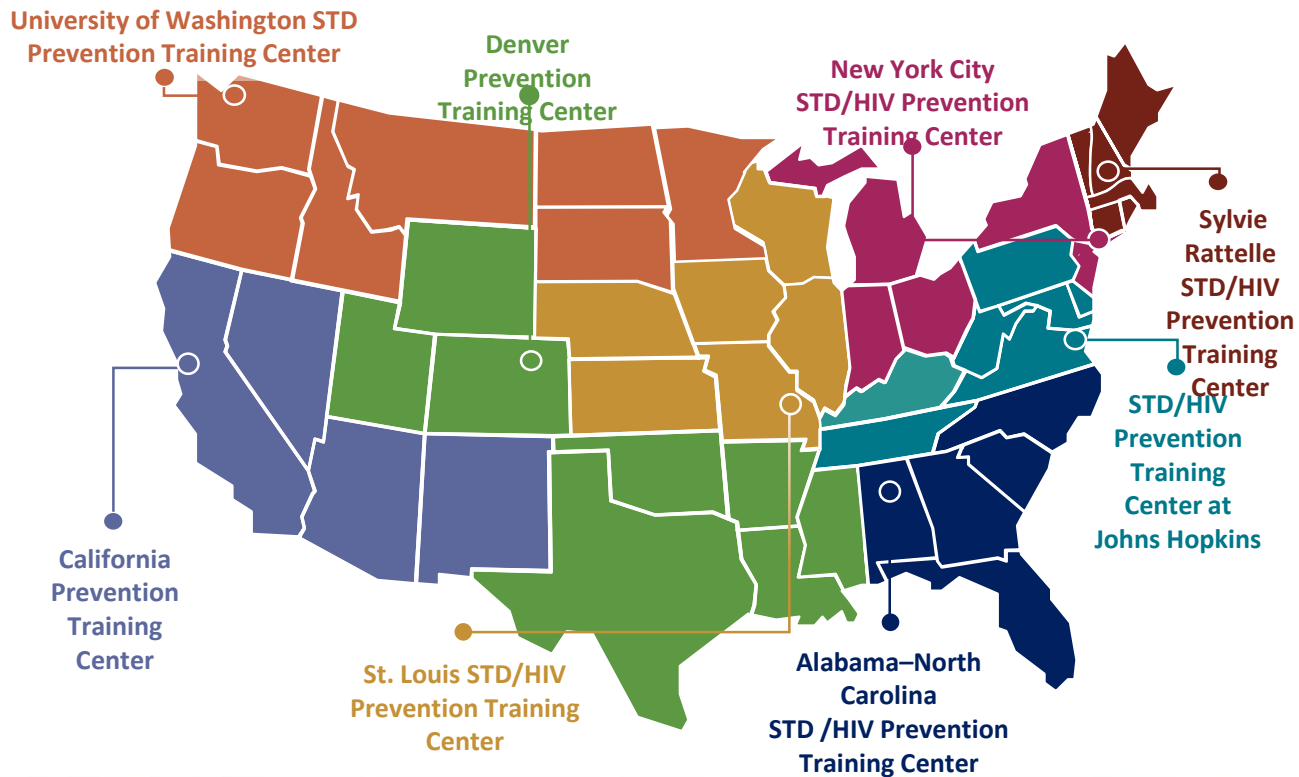 University of Washington STD
Prevention Training Center
Denver
Prevention
Training Center
New York City
STD/HIV Prevention
Training Center
Sylvie
Rattelle
STD/HIV
Prevention
Training
Center
STD/HIV
Prevention
Training
Center at
Johns Hopkins
California
Prevention
Training
Center
St. Louis STD/HIV
Prevention Training
Center
Alabama–North
Carolina
STD /HIV Prevention
Training Center